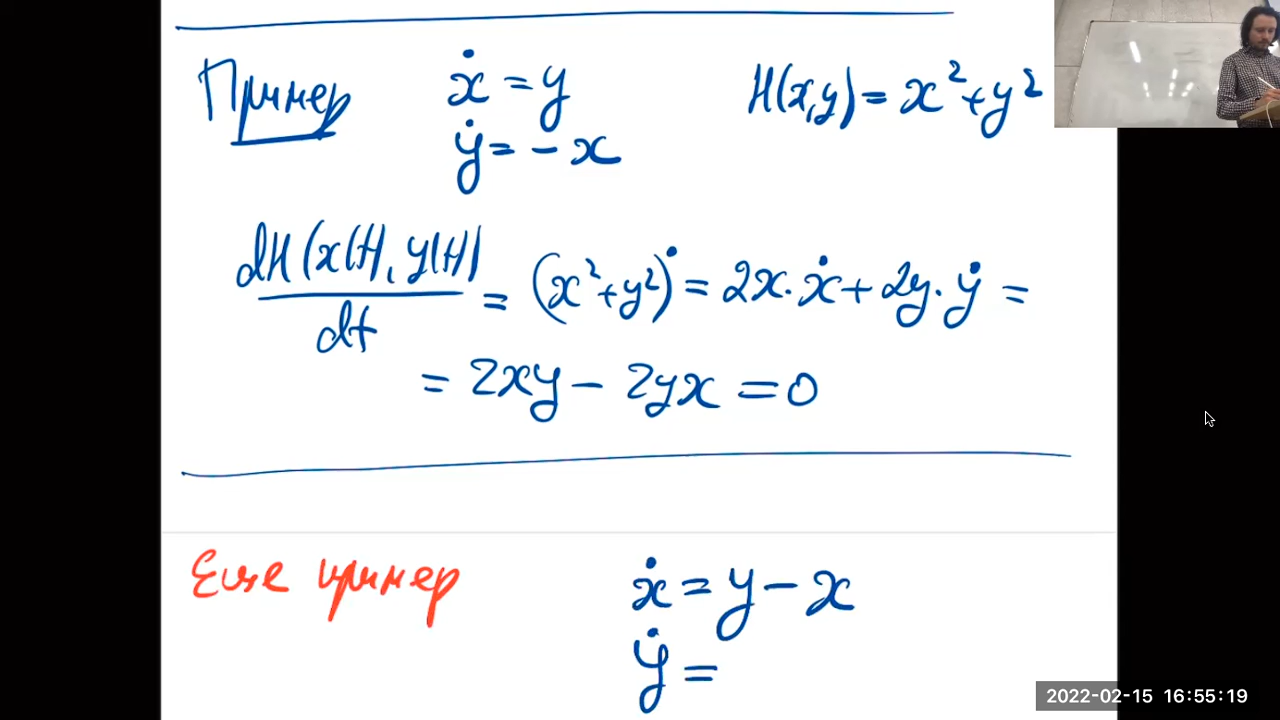 Пример ẋ = y H(x,y) = x² + y²
ẏ = - x
dH(x(t), y(t))/dt = (x² + y²)˙ = 2x · ẋ + 2y · ẏ =
= 2xy - 2yx = 0
Еще пример ẋ = y - x
ẏ =
2022-02-15 16:55:19